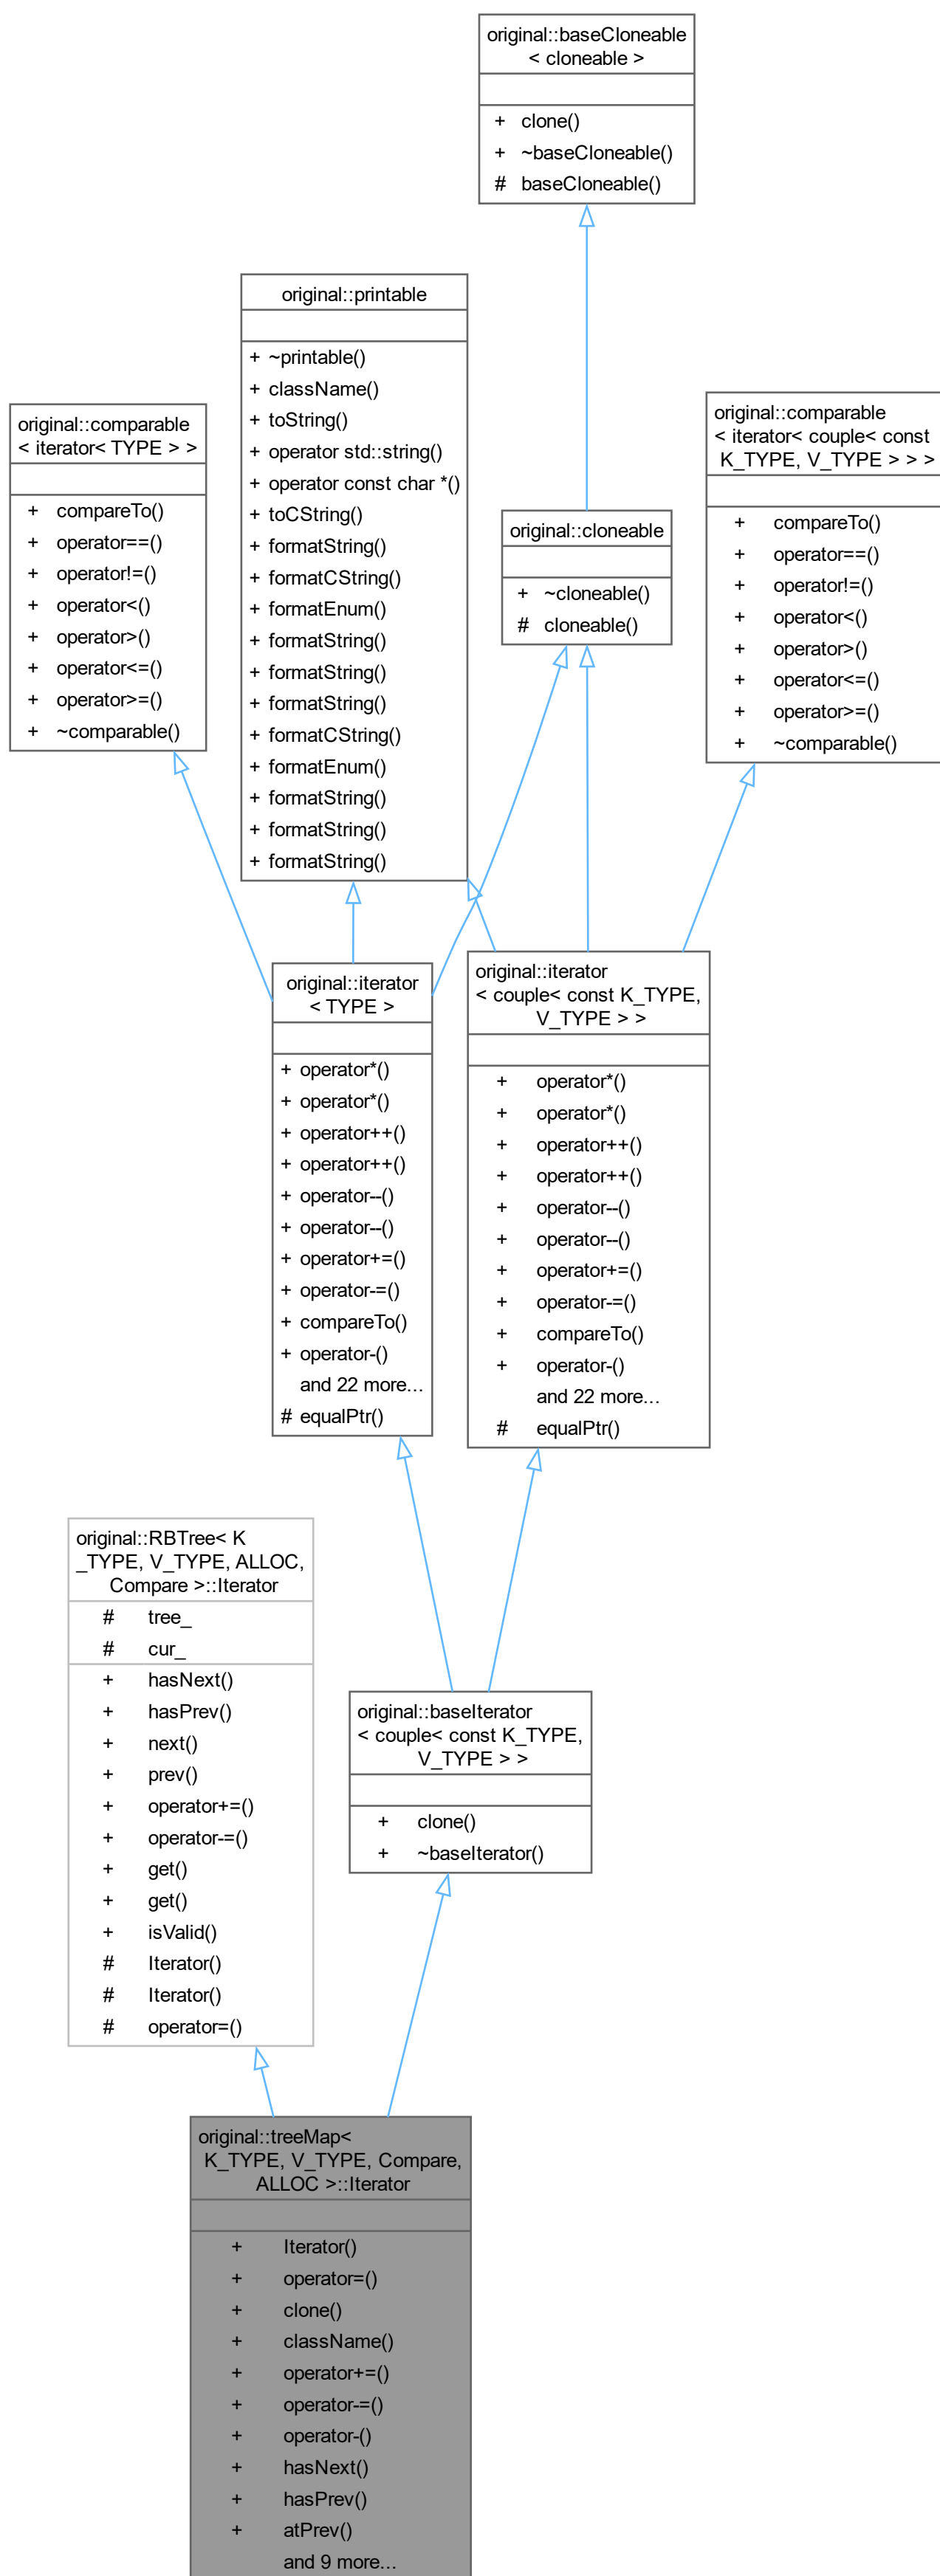 original::baseCloneable
< cloneable >
+ clone()
+ ~baseCloneable()
# baseCloneable()
original::printable
+ ~printable()
+ className()
+ toString()
+ operator std::string()
+ operator const char *()
+ toCString()
+ formatString()
+ formatCString()
+ formatEnum()
+ formatString()
+ formatString()
+ formatString()
+ formatCString()
+ formatEnum()
+ formatString()
+ formatString()
+ formatString()
original::comparable
< iterator< TYPE > >
+ compareTo()
+ operator==()
+ operator!=()
+ operator<()
+ operator>()
+ operator<=()
+ operator>=()
+ ~comparable()
original::cloneable
+ ~cloneable()
# cloneable()
original::comparable
< iterator< couple< const
K_TYPE, V_TYPE > > >
+ compareTo()
+ operator==()
+ operator!=()
+ operator<()
+ operator>()
+ operator<=()
+ operator>=()
+ ~comparable()
original::iterator
< TYPE >
+ operator*()
+ operator*()
+ operator++()
+ operator++()
+ operator--()
+ operator--()
+ operator+=()
+ operator-=()
+ compareTo()
+ operator-()
and 22 more...
# equalPtr()
original::iterator
< couple< const K_TYPE,
V_TYPE > >
+ operator*()
+ operator*()
+ operator++()
+ operator++()
+ operator--()
+ operator--()
+ operator+=()
+ operator-=()
+ compareTo()
+ operator-()
and 22 more...
# equalPtr()
original::RBTree< K
_TYPE, V_TYPE, ALLOC,
Compare >::Iterator
# tree_
# cur_
+ hasNext()
+ hasPrev()
+ next()
+ prev()
+ operator+=()
+ operator-=()
+ get()
+ get()
+ isValid()
# Iterator()
# Iterator()
# operator=()
original::baseIterator
< couple< const K_TYPE,
V_TYPE > >
+ clone()
+ ~baseIterator()
original::treeMap<
K_TYPE, V_TYPE, Compare,
ALLOC >::Iterator
+ Iterator()
+ operator=()
+ clone()
+ className()
+ operator+=()
+ operator-=()
+ operator-()
+ hasNext()
+ hasPrev()
+ atPrev()
and 9 more...